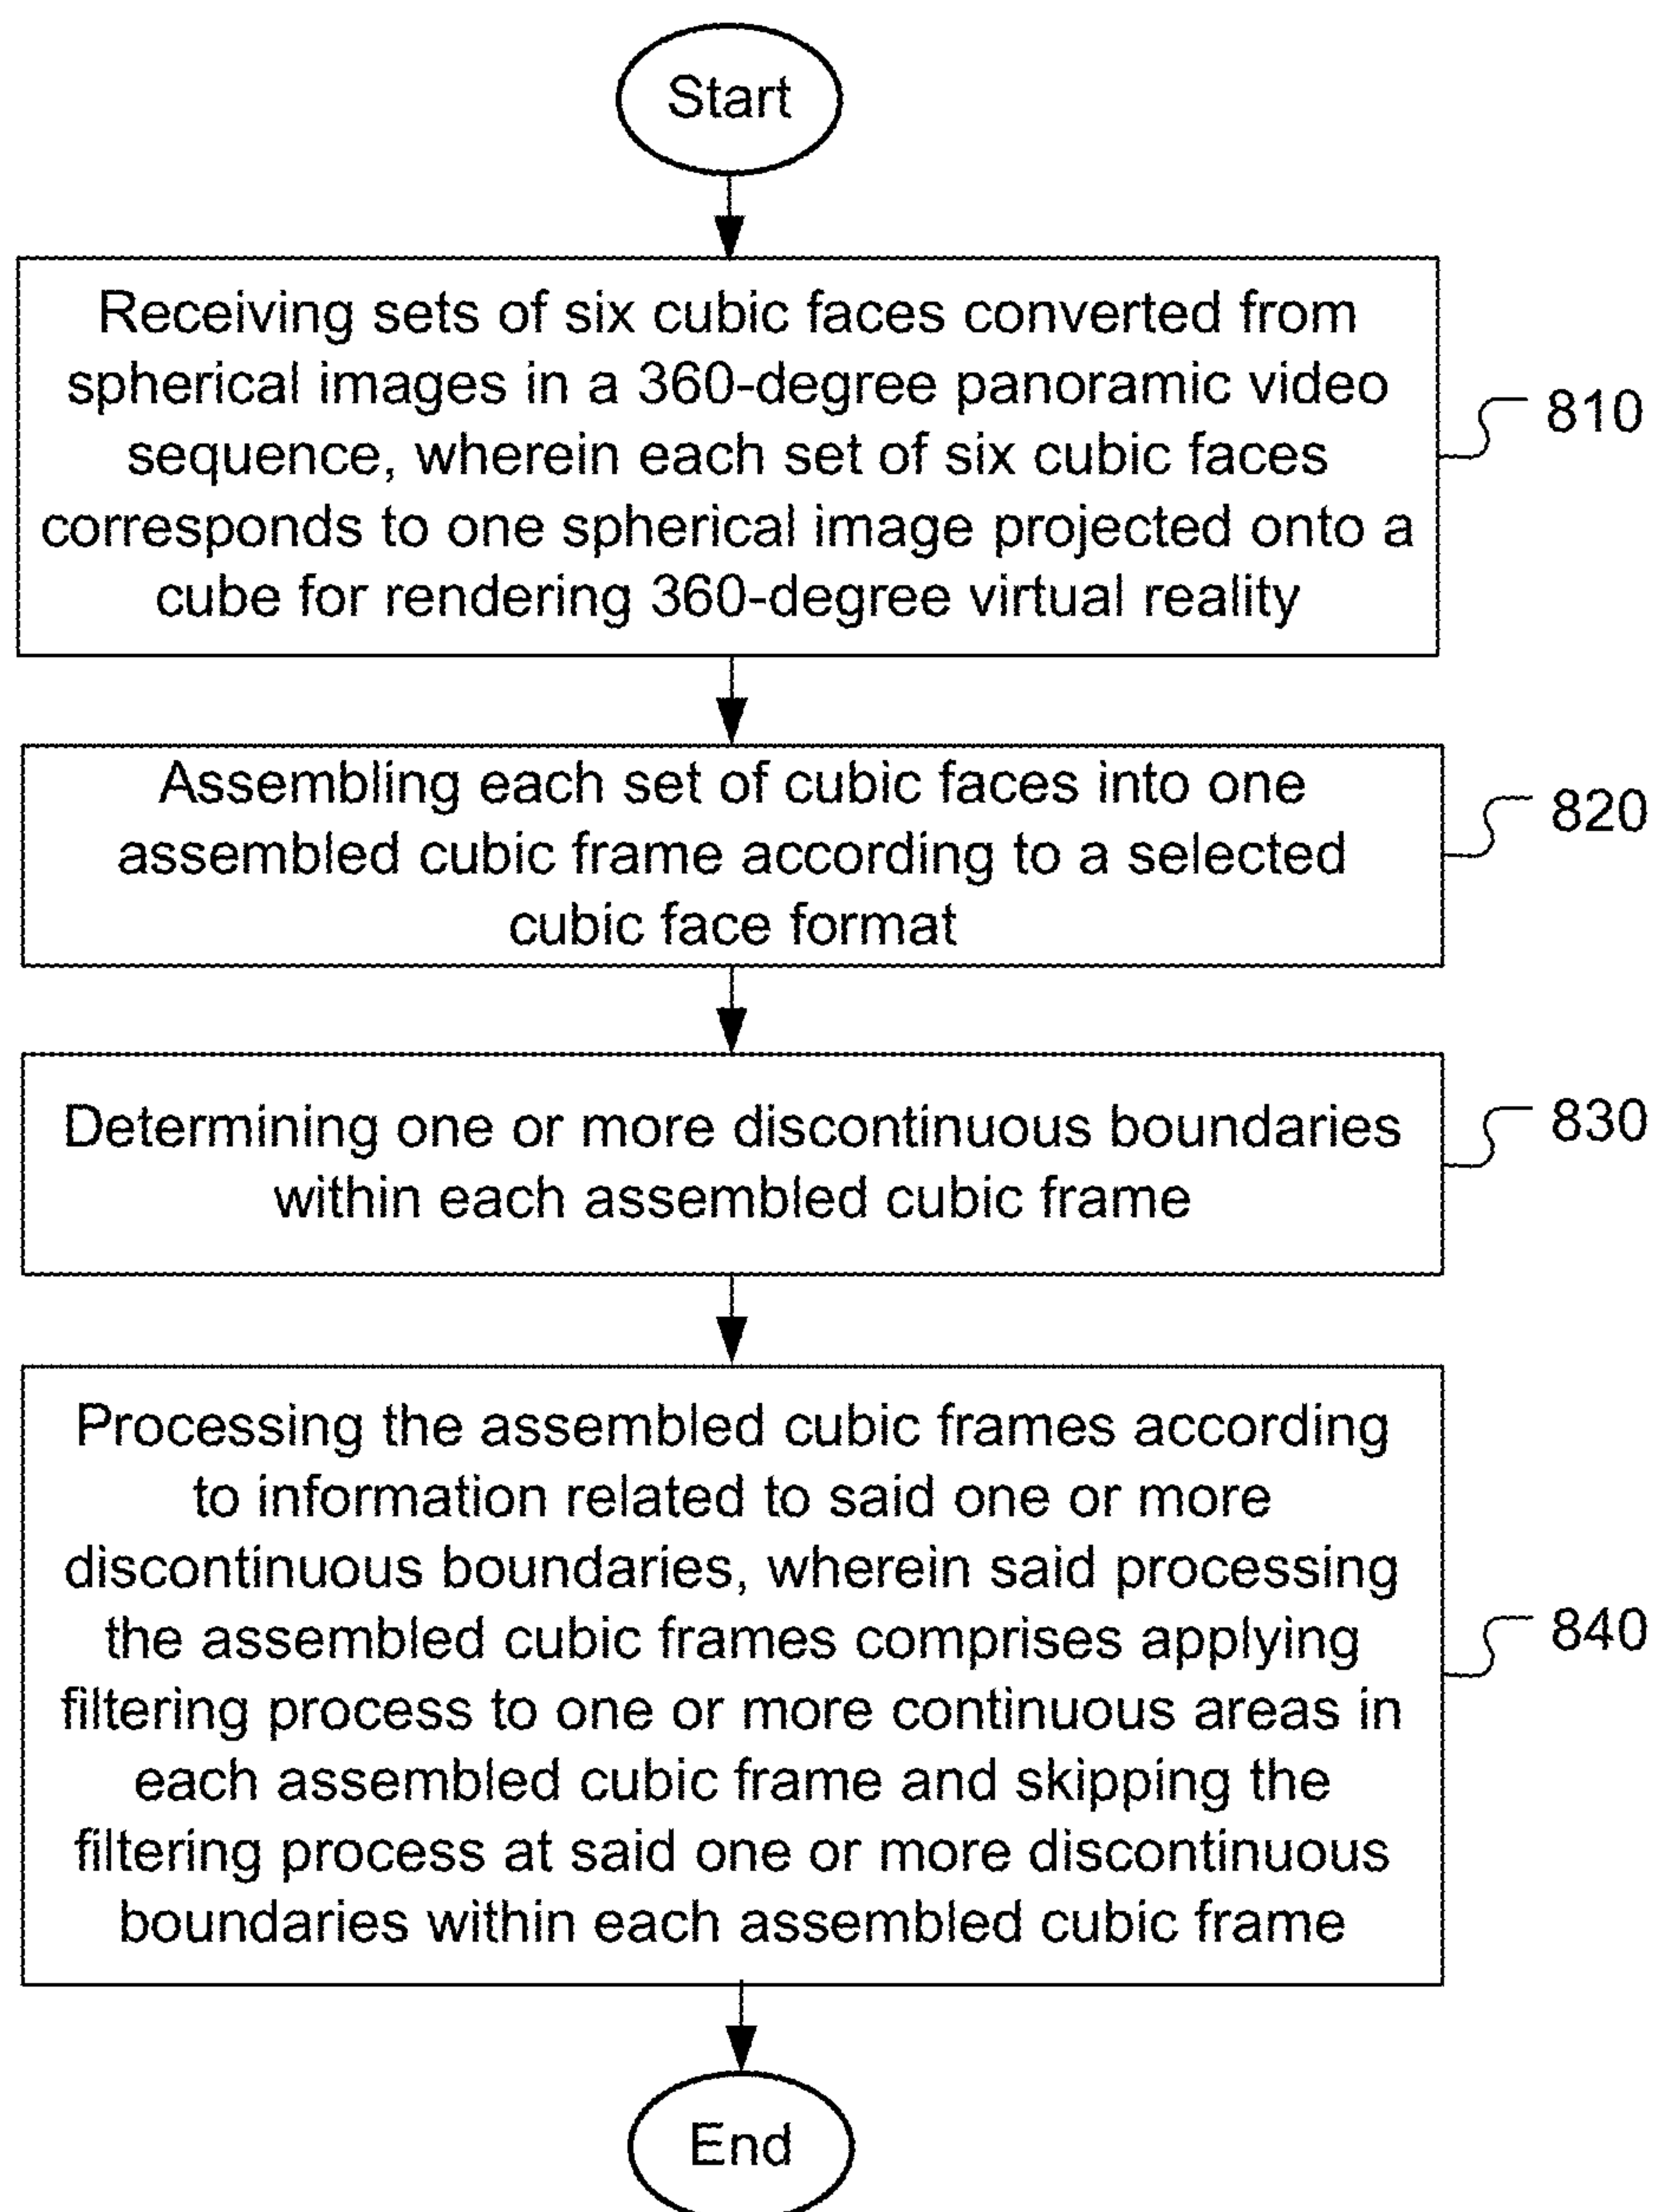 Start
Receiving sets of six cubic faces converted from
spherical images in a 360-degree panoramic video
sequence, wherein each set of six cubic faces
corresponds to one spherical image projected onto a
cube for rendering 360-degree virtual reality
810
Assembling each set of cubic faces into one
assembled cubic frame according to a selected
cubic face format
820
Determining one or more discontinuous boundaries
within each assembled cubic frame
830
Processing the assembled cubic frames according
to information related to said one or more
discontinuous boundaries, wherein said processing
the assembled cubic frames comprises applying
filtering process to one or more continuous areas in
each assembled cubic frame and skipping the
filtering process at said one or more discontinuous
boundaries within each assembled cubic frame
840
End